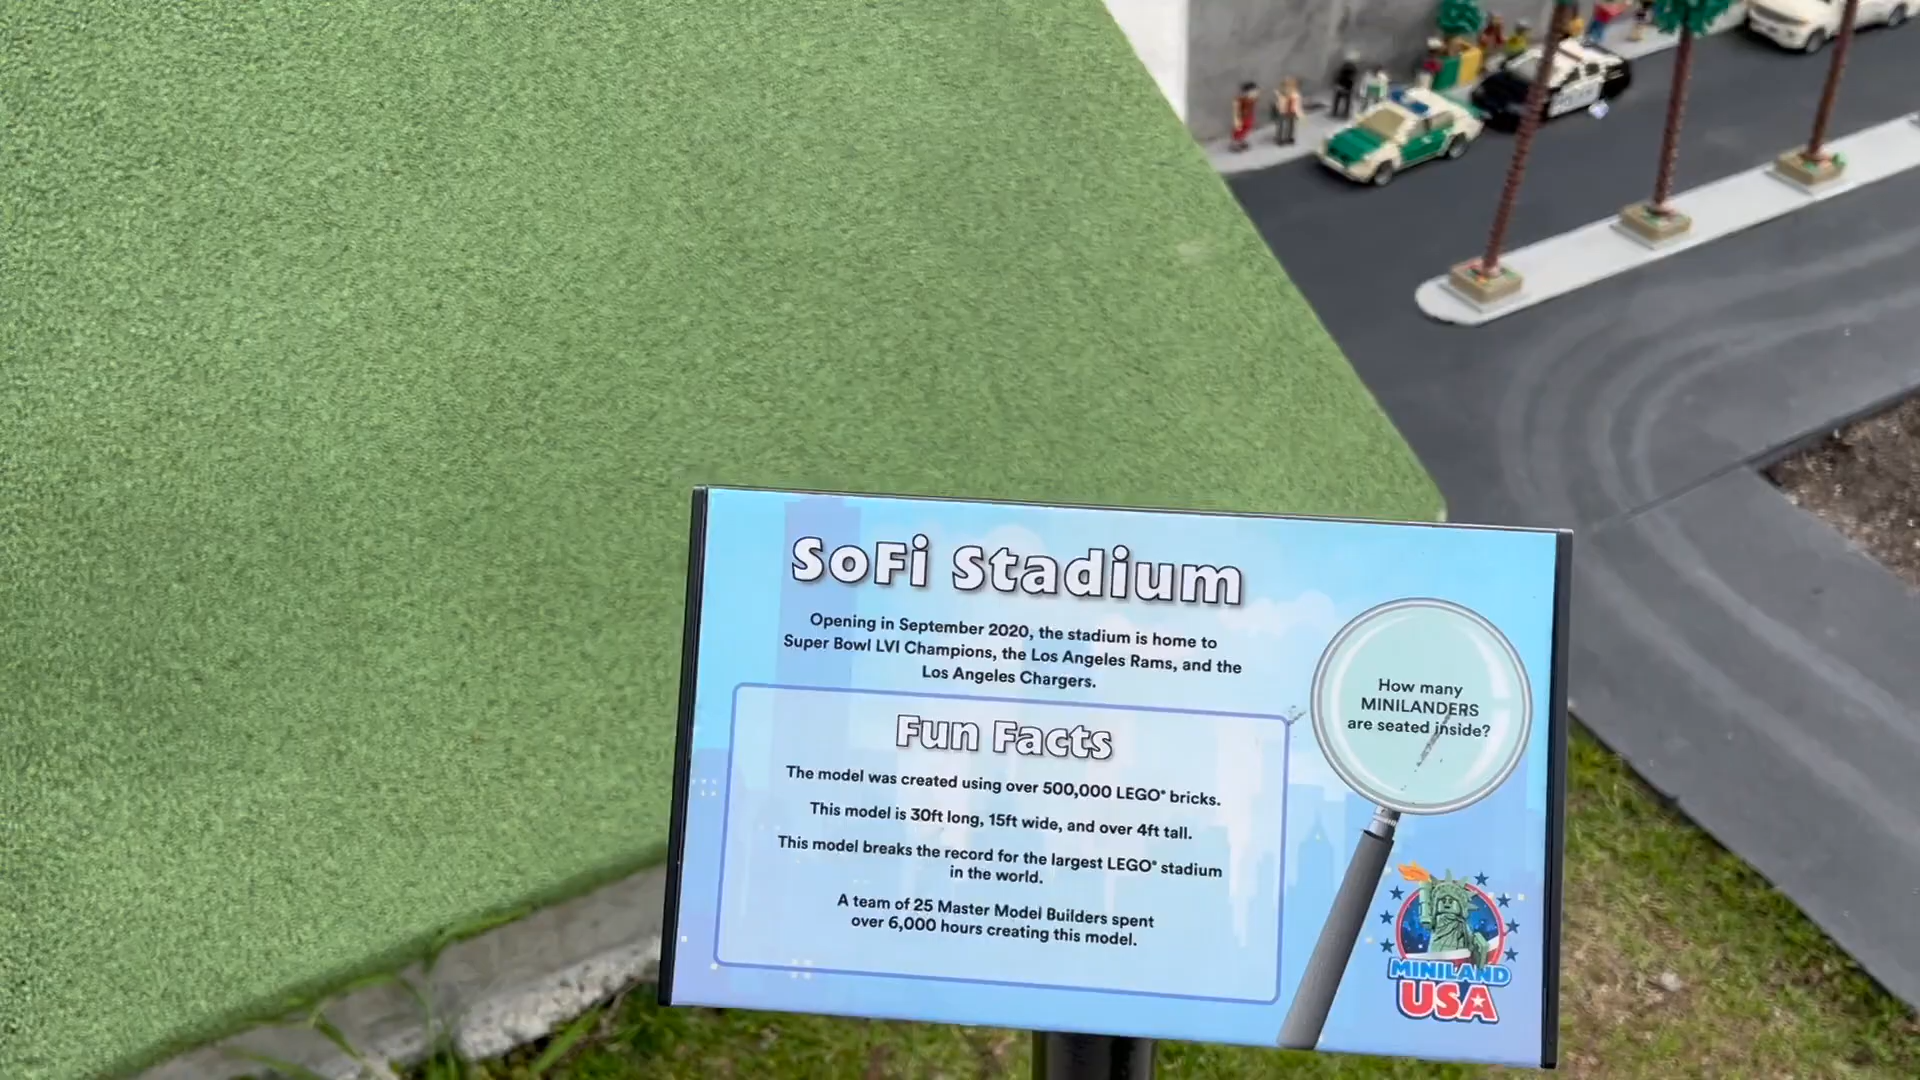 SoFi Stadium
Opening in September 2020, the stadium is home to
Super Bowl LVI Champions, the Los Angeles Rams, and the
Los Angeles Chargers.
Fun Facts
The model was created using over 500,000 LEGO® bricks.
This model is 30ft long, 15ft wide, and over 4ft tall.
This model breaks the record for the largest LEGO® stadium
in the world.
A team of 25 Master Model Builders spent
over 6,000 hours creating this model.
How many
MINILANDERS
are seated inside?
MINILAND
USA